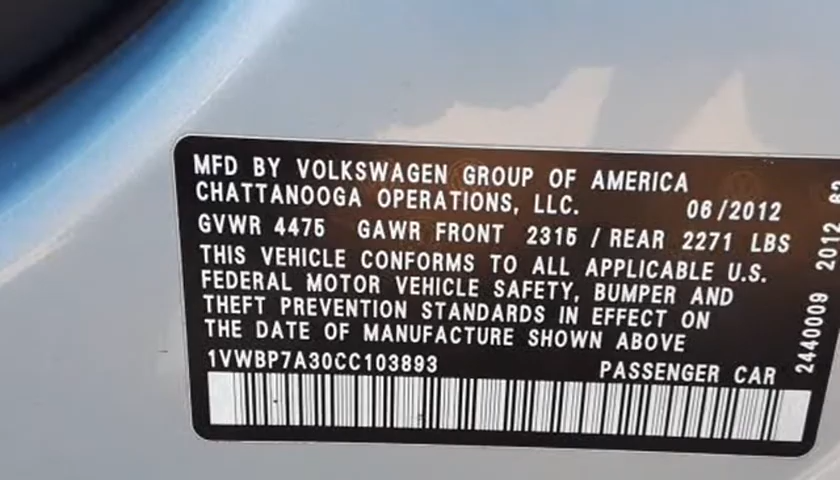 MFD BY VOLKSWAGEN GROUP OF AMERICA
CHATTANOOGA OPERATIONS, LLC. 06/2012
GVWR 4475 GAWR FRONT 2315 / REAR 2271 LBS
THIS VEHICLE CONFORMS TO ALL APPLICABLE U.S.
FEDERAL MOTOR VEHICLE SAFETY, BUMPER AND
THEFT PREVENTION STANDARDS IN EFFECT ON
THE DATE OF MANUFACTURE SHOWN ABOVE
1VWBP7A30CC103893 PASSENGER CAR
2440009 2012